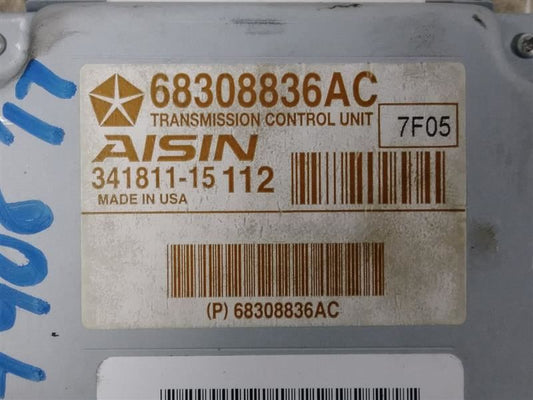 68308836AC
TRANSMISSION CONTROL UNIT
7F05
AISIN
341811-15 112
MADE IN USA
(P) 68308836AC